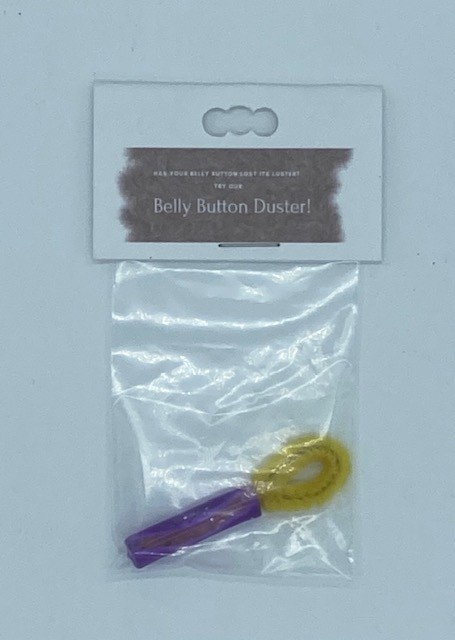 HAS YOUR BELLY BUTTON LOST ITS LUSTER?
TRY OUR
Belly Button Duster!